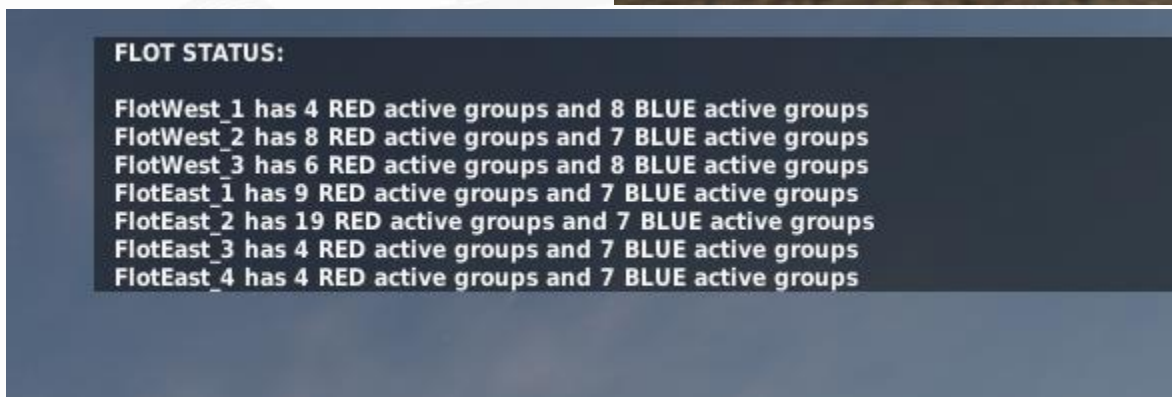 FLOT STATUS:
FlotWest_1 has 4 RED active groups and 8 BLUE active groups
FlotWest_2 has 8 RED active groups and 7 BLUE active groups
FlotWest_3 has 6 RED active groups and 8 BLUE active groups
FlotEast_1 has 9 RED active groups and 7 BLUE active groups
FlotEast_2 has 19 RED active groups and 7 BLUE active groups
FlotEast_3 has 4 RED active groups and 7 BLUE active groups
FlotEast_4 has 4 RED active groups and 7 BLUE active groups